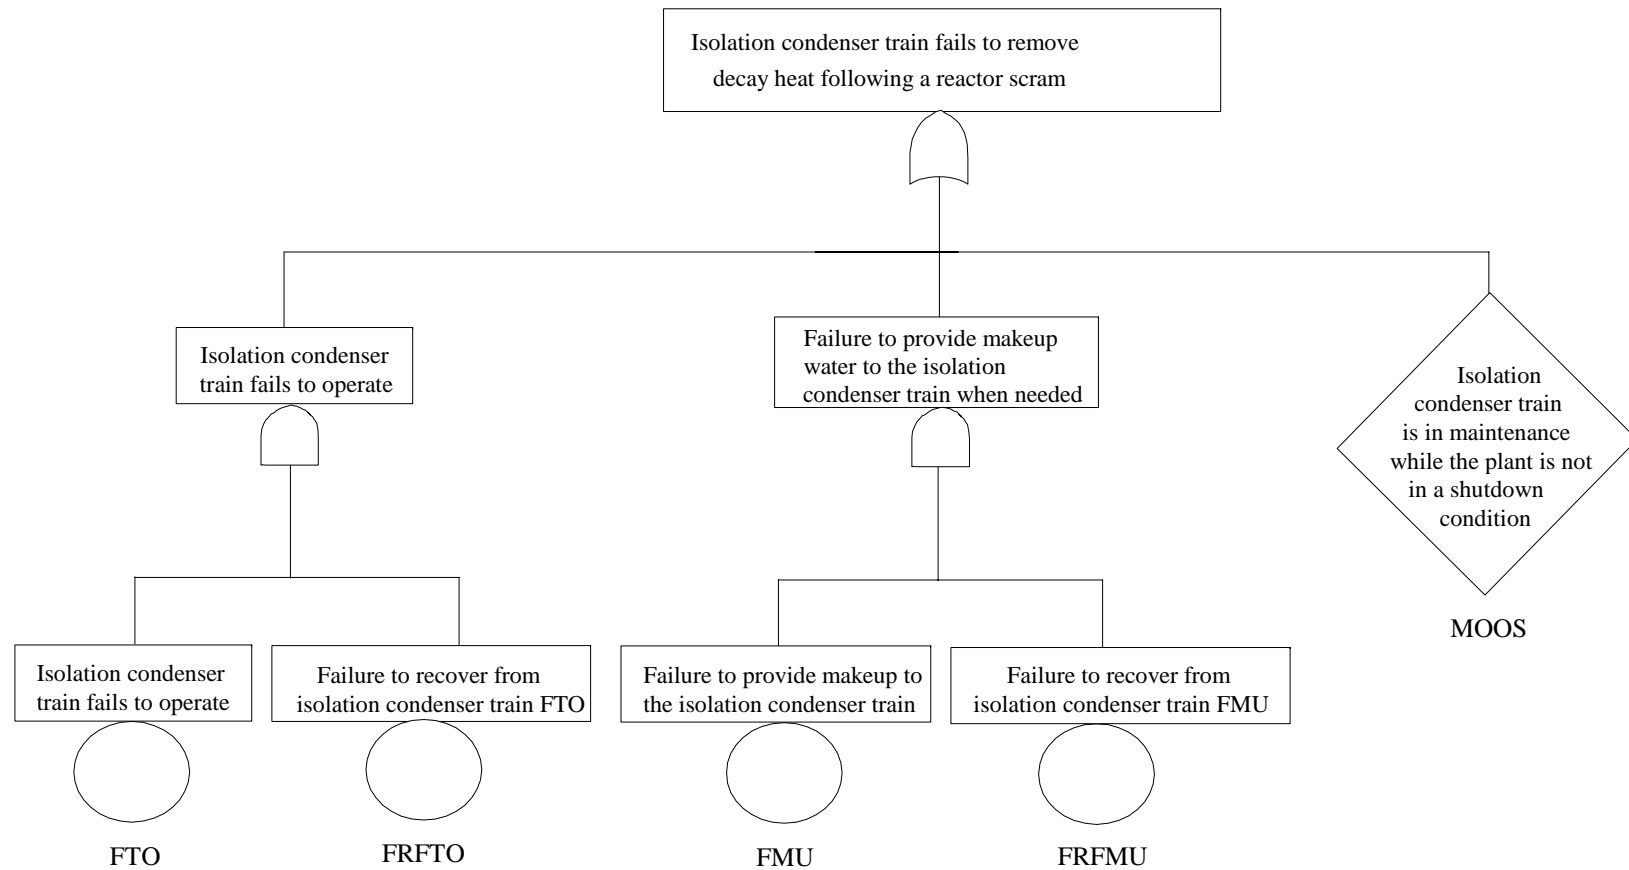 Isolation condenser train fails to remove
decay heat following a reactor scram
Isolation condenser
train fails to operate
Failure to provide makeup
water to the isolation
condenser train when needed
Isolation
condenser train
is in maintenance
while the plant is not
in a shutdown
condition
MOOS
Isolation condenser
train fails to operate
Failure to recover from
isolation condenser train FTO
Failure to provide makeup to
the isolation condenser train
Failure to recover from
isolation condenser train FMU
FTO
FRFTO
FMU
FRFMU